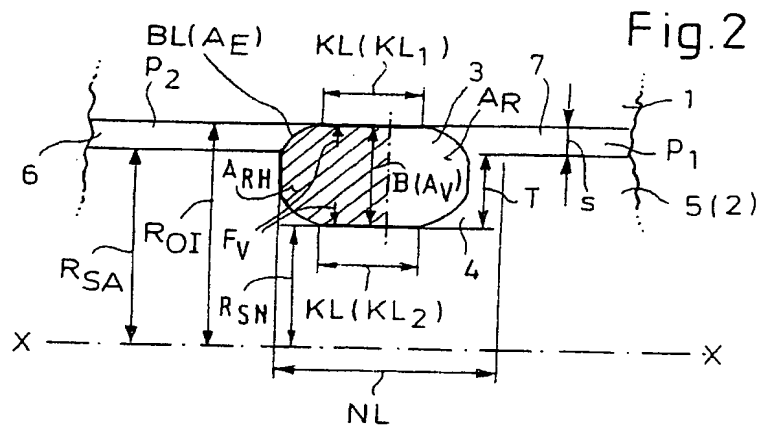 Fig.2
BL(A_E)
KL(KL_1)
P_2
3
7
1
A_R
6
P_1
A_RH
B(A_V)
T
s
5(2)
R_SA
R_OI
F_V
4
R_SN
KL(KL_2)
X
X
NL